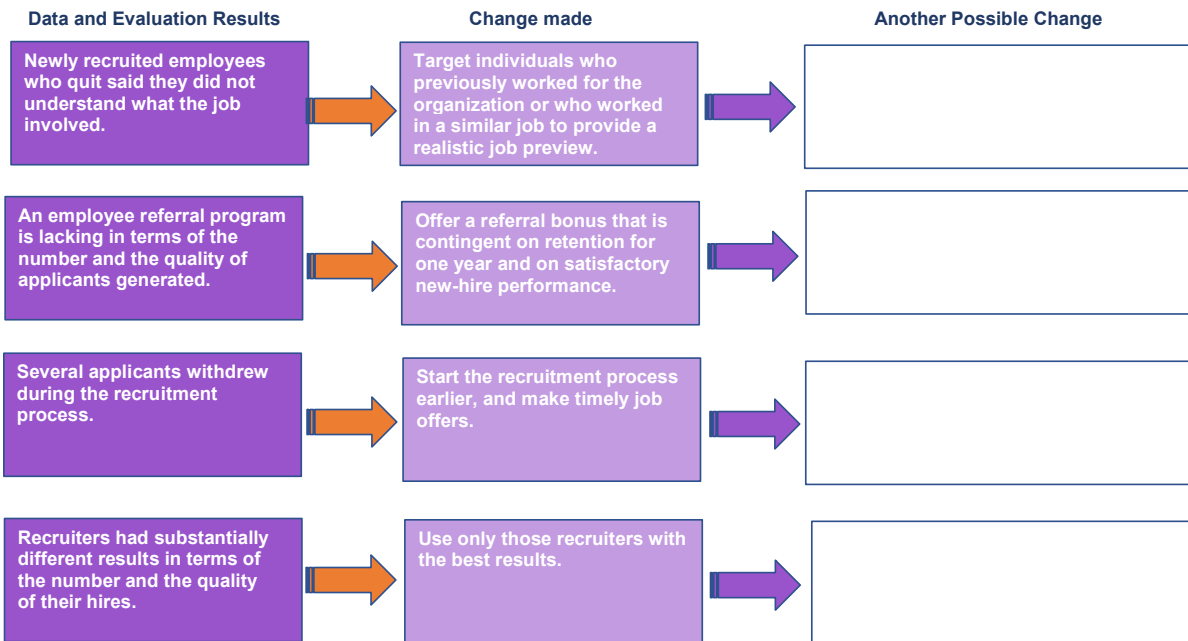 Data and Evaluation Results
Change made
Another Possible Change
Newly recruited employees
who quit said they did not
understand what the job
involved.
Target individuals who
previously worked for the
organization or who worked
in a similar job to provide a
realistic job preview.
An employee referral program
is lacking in terms of the
number and the quality of
applicants generated.
Offer a referral bonus that is
contingent on retention for
one year and on satisfactory
new-hire performance.
Several applicants withdrew
during the recruitment
process.
Start the recruitment process
earlier, and make timely job
offers.
Recruiters had substantially
different results in terms of
the number and the quality
of their hires.
Use only those recruiters with
the best results.